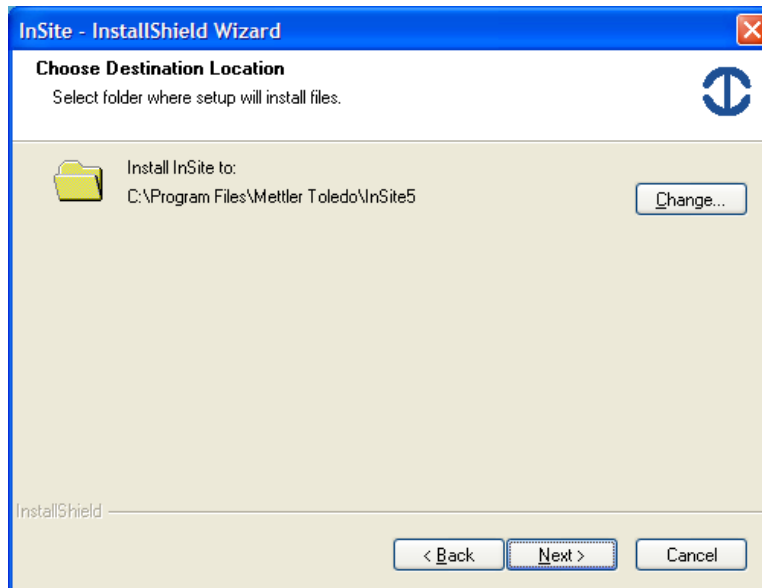 InSite - InstallShield Wizard
Choose Destination Location
Select folder where setup will install files.
Install InSite to:
C:\Program Files\Mettler Toledo\InSite5
Change...
InstallShield
< Back
Next >
Cancel